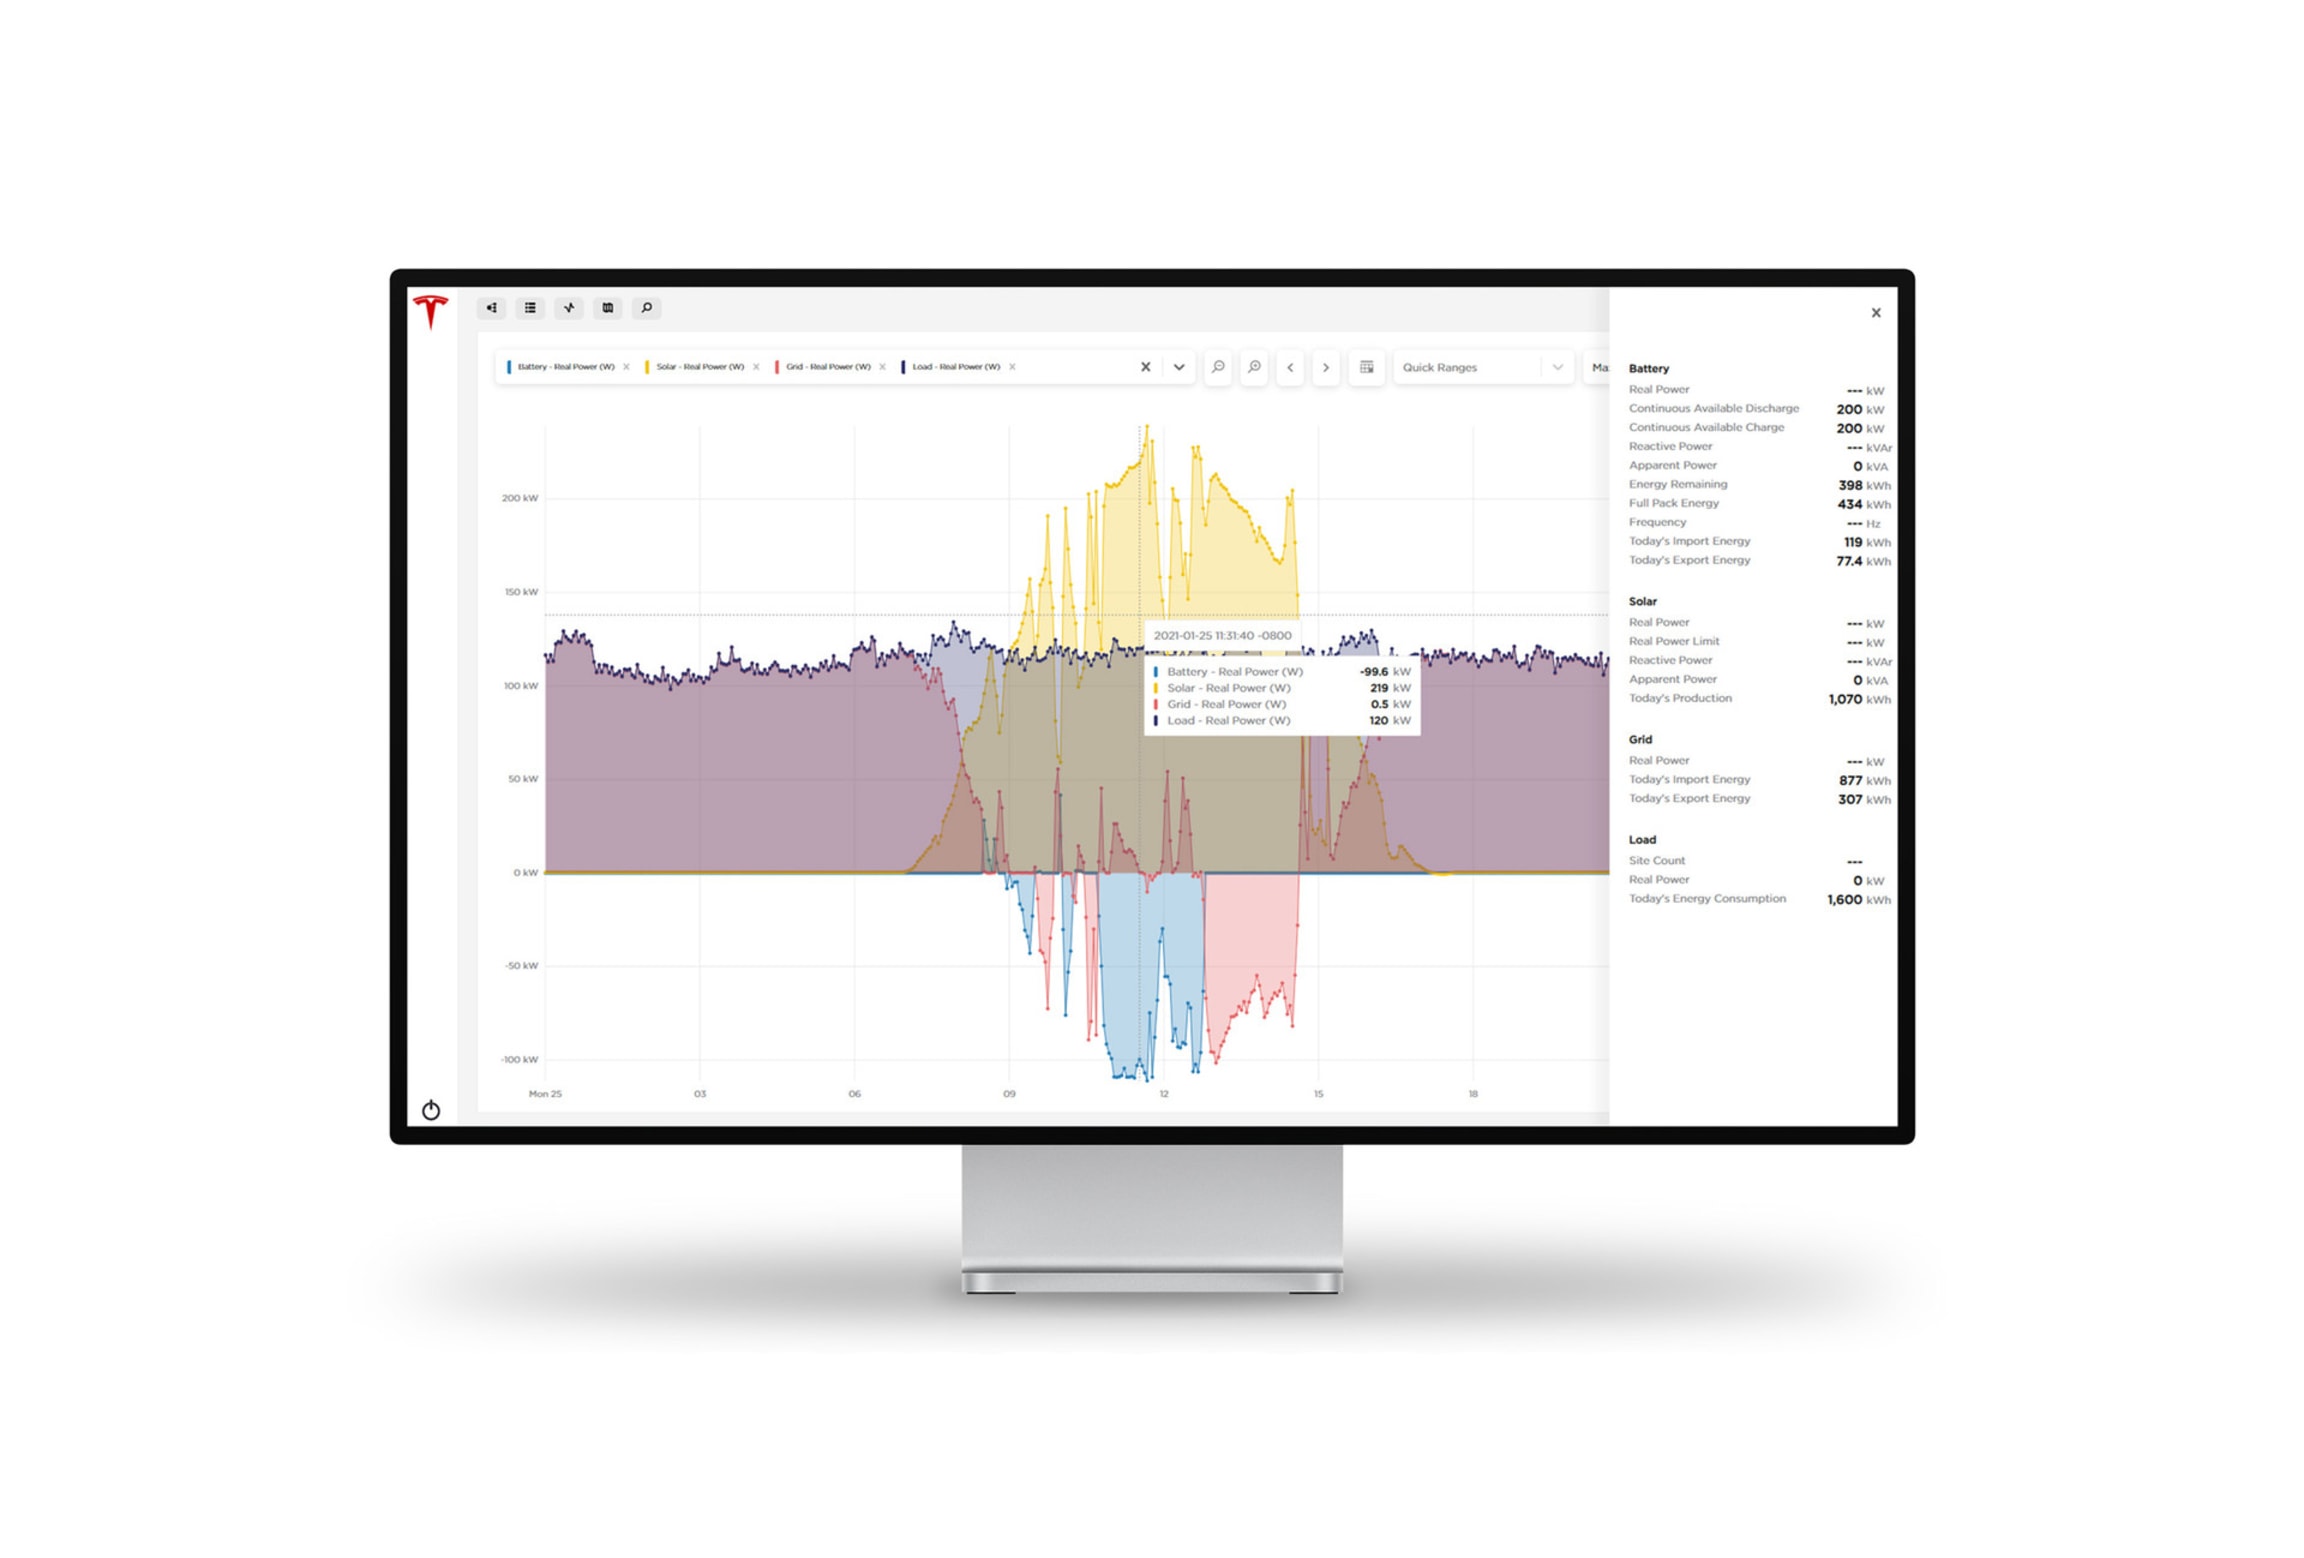 Battery - Real Power (W) ×
Solar - Real Power (W) ×
Grid - Real Power (W) ×
Load - Real Power (W) ×
Quick Ranges
200 kW
150 kW
100 kW
50 kW
0 kW
-50 kW
-100 kW
Mon 25
03
06
09
12
15
18
2021-01-25 11:31:40 -0800
Battery - Real Power (W) -99.6 kW
Solar - Real Power (W) 219 kW
Grid - Real Power (W) 0.5 kW
Load - Real Power (W) 120 kW
Battery
Real Power --- kW
Continuous Available Discharge 200 kW
Continuous Available Charge 200 kW
Reactive Power --- kVAr
Apparent Power 0 kVA
Energy Remaining 398 kWh
Full Pack Energy 434 kWh
Frequency --- Hz
Today's Import Energy 119 kWh
Today's Export Energy 77.4 kWh
Solar
Real Power --- kW
Real Power Limit --- kW
Reactive Power --- kVAr
Apparent Power 0 kVA
Today's Production 1,070 kWh
Grid
Real Power --- kW
Today's Import Energy 877 kWh
Today's Export Energy 307 kWh
Load
Site Count ---
Real Power 0 kW
Today's Energy Consumption 1,600 kWh